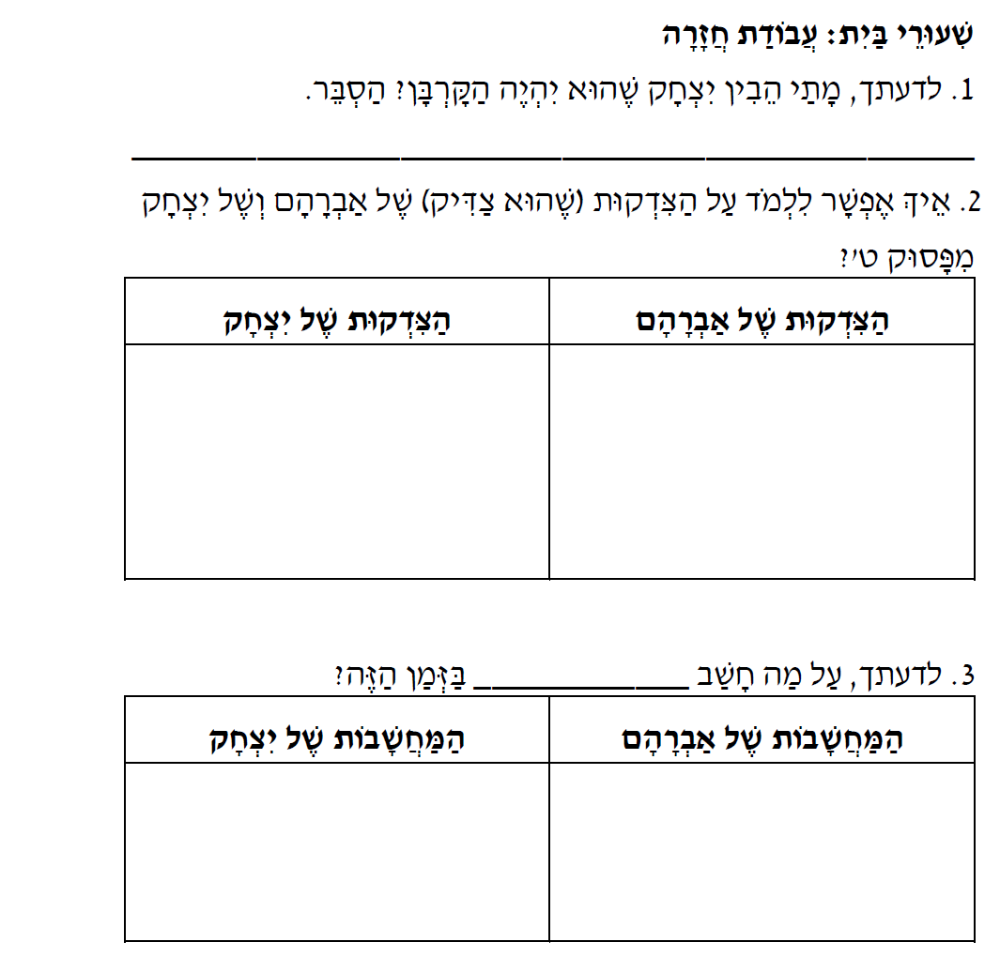 שִׁעוּרֵי בַּיִת: עֲבוֹדַת חֲזָרָה
1. לדעתך, מָתַי הֵבִין יִצְחָק שֶׁהוּא יִהְיֶה הַקָּרְבָּן? הַסְבֵּר.
2. אֵיךְ אֶפְשָׁר לִלְמֹד עַל הַצִּדְקוּת (שֶׁהוּא צַדִּיק) שֶׁל אַבְרָהָם וְשֶׁל יִצְחָק
מִפָּסוּק ט'?
הַצִּדְקוּת שֶׁל אַבְרָהָם הַצִּדְקוּת שֶׁל יִצְחָק
3. לדעתך, עַל מַה חָשַׁב ____________ בַּזְּמַן הַזֶּה?
הַמַּחֲשָׁבוֹת שֶׁל אַבְרָהָם הַמַּחֲשָׁבוֹת שֶׁל יִצְחָק